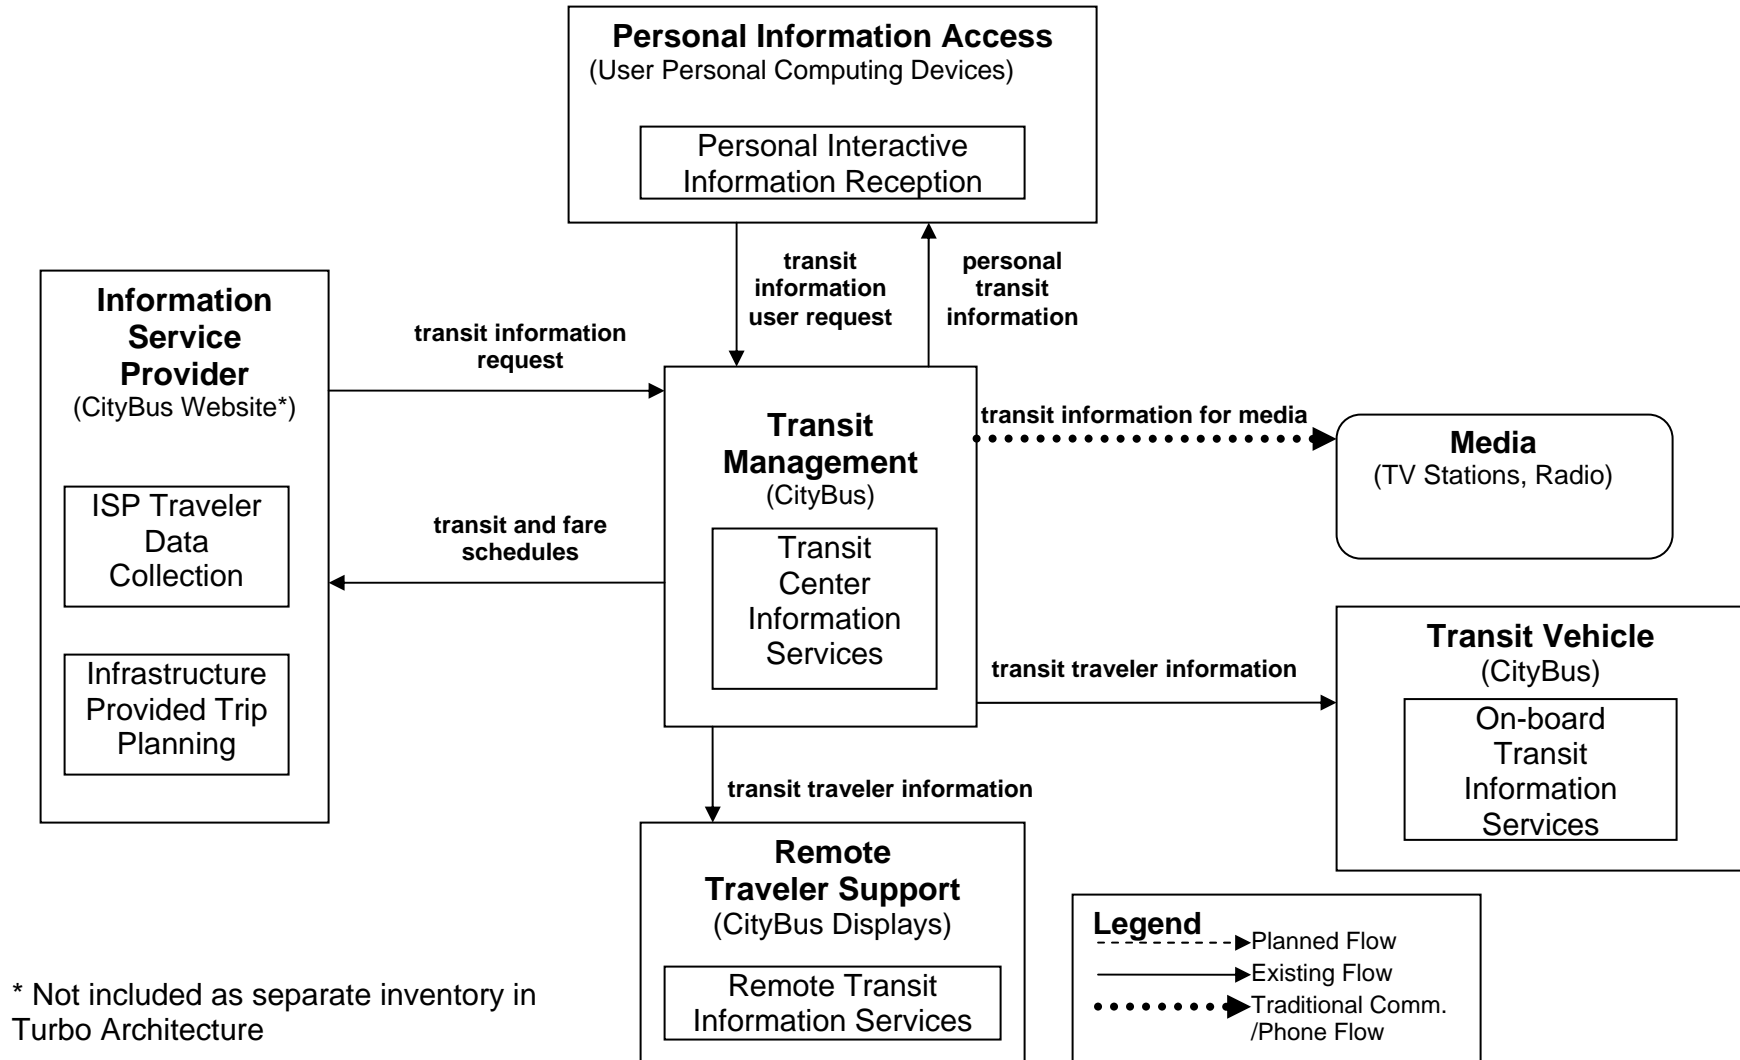 Personal Information Access
(User Personal Computing Devices)
Personal Interactive
Information Reception
transit
information
user request
personal
transit
information
Information
Service
Provider
(CityBus Website*)
ISP Traveler
Data
Collection
Infrastructure
Provided Trip
Planning
transit information
request
transit and fare
schedules
Transit
Management
(CityBus)
Transit
Center
Information
Services
transit information for media
Media
(TV Stations, Radio)
transit traveler information
Transit Vehicle
(CityBus)
On-board
Transit
Information
Services
transit traveler information
Remote
Traveler Support
(CityBus Displays)
Remote Transit
Information Services
Legend
Planned Flow
Existing Flow
Traditional Comm.
/Phone Flow
* Not included as separate inventory in
Turbo Architecture